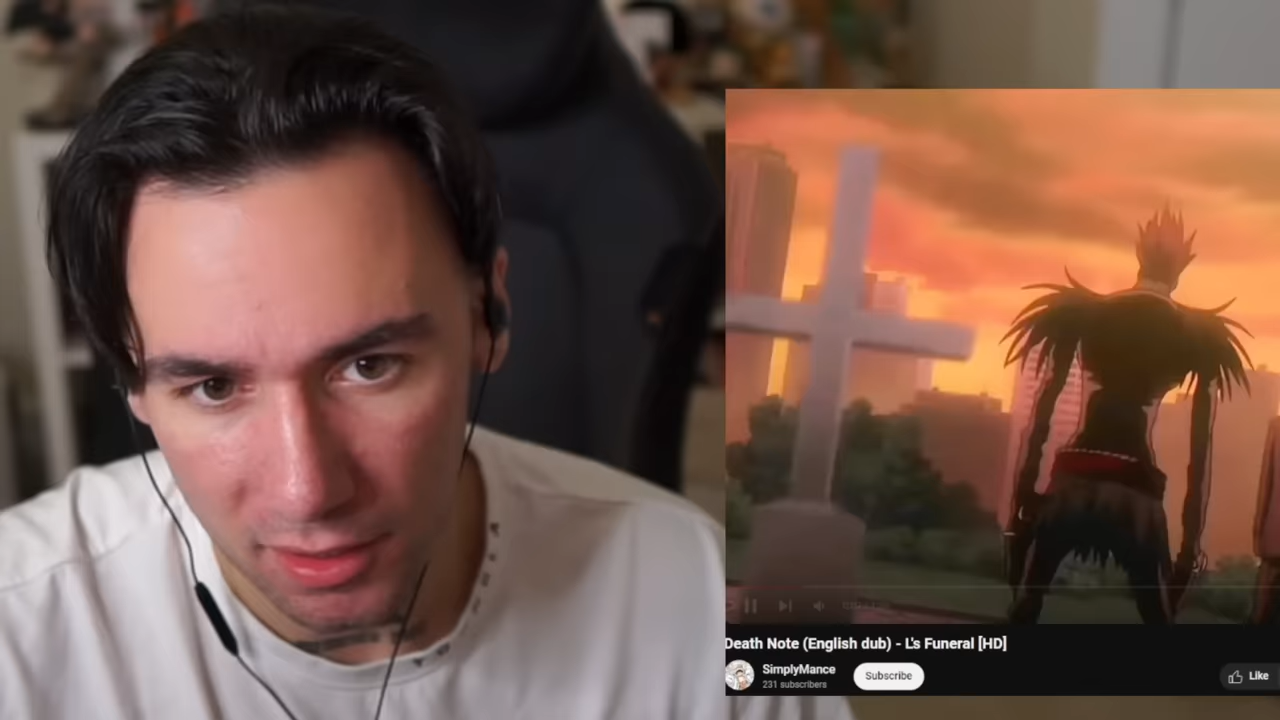 Death Note (English dub) - L's Funeral [HD]
SimplyMance
231 subscribers
Subscribe
Like